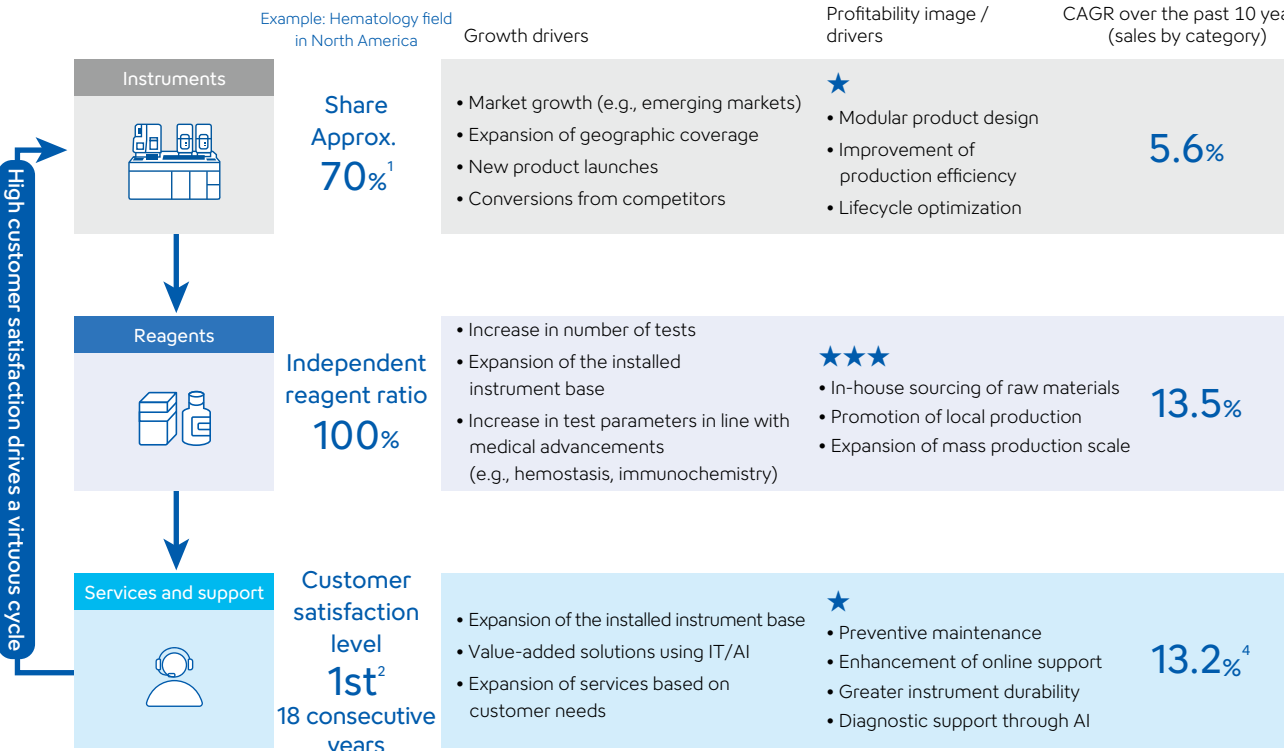 Example: Hematology field
in North America
Growth drivers
Profitability image /
drivers
CAGR over the past 10
(sales by category)
High customer satisfaction drives a virtuous cycle
Instruments
Share
Approx.
70%¹
• Market growth (e.g., emerging markets)
• Expansion of geographic coverage
• New product launches
• Conversions from competitors
★
• Modular product design
• Improvement of
production efficiency
• Lifecycle optimization
5.6%
Reagents
Independent
reagent ratio
100%
• Increase in number of tests
• Expansion of the installed
instrument base
• Increase in test parameters in line with
medical advancements
(e.g., hemostasis, immunochemistry)
★★★
• In-house sourcing of raw materials
• Promotion of local production
• Expansion of mass production scale
13.5%
Services and support
Customer
satisfaction
level
1st²
18 consecutive
years
• Expansion of the installed instrument base
• Value-added solutions using IT/AI
• Expansion of services based on
customer needs
★
• Preventive maintenance
• Enhancement of online support
• Greater instrument durability
• Diagnostic support through AI
13.2%⁴